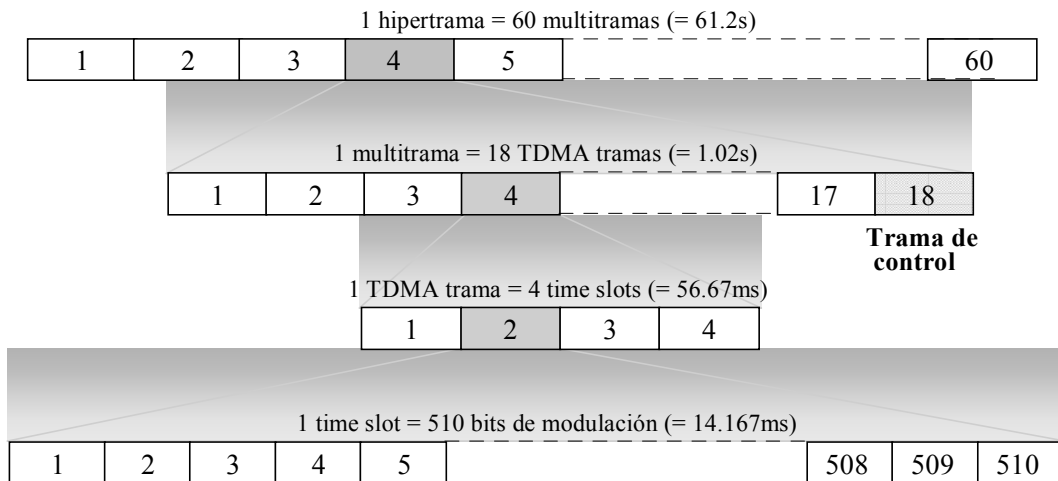 1 hipertrama = 60 multitramas (= 61.2s)
1 2 3 4 5 60
1 multitrama = 18 TDMA tramas (= 1.02s)
1 2 3 4 17 18
Trama de
control
1 TDMA trama = 4 time slots (= 56.67ms)
1 2 3 4
1 time slot = 510 bits de modulación (= 14.167ms)
1 2 3 4 5 508 509 510